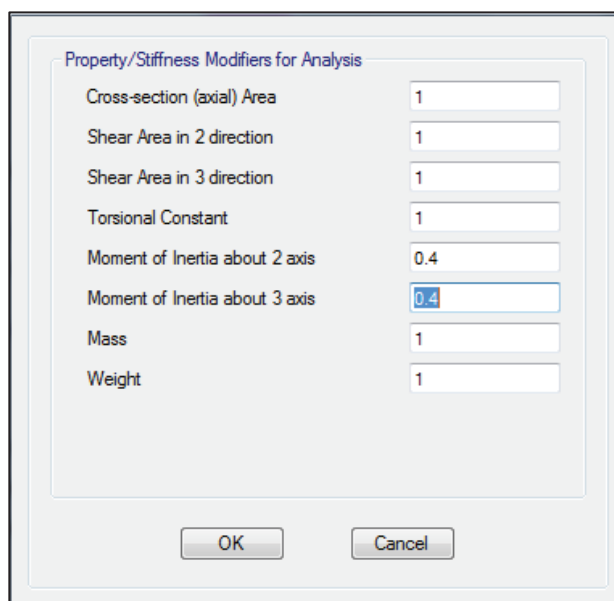 Property/Stiffness Modifiers for Analysis
Cross-section (axial) Area 1
Shear Area in 2 direction 1
Shear Area in 3 direction 1
Torsional Constant 1
Moment of Inertia about 2 axis 0.4
Moment of Inertia about 3 axis 0.4
Mass 1
Weight 1
OK Cancel